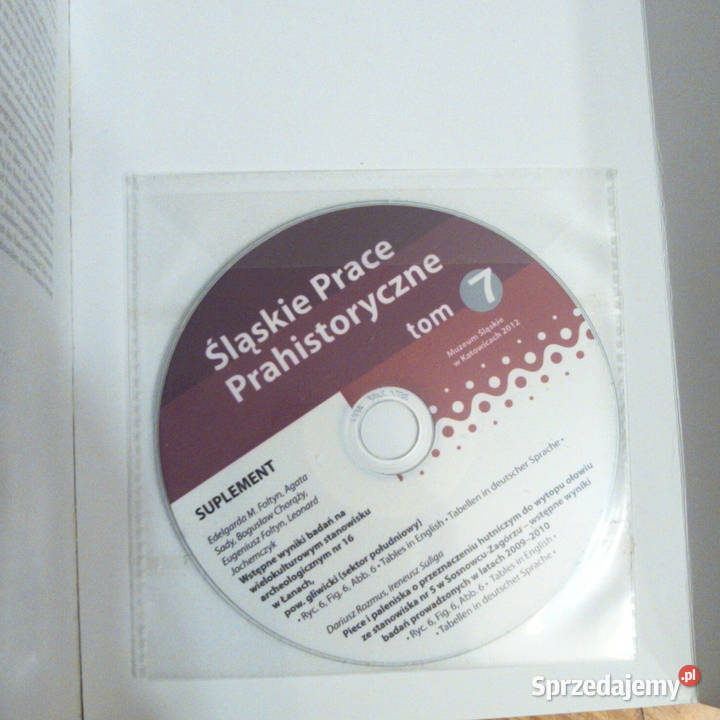 Śląskie Prace
Prahistoryczne
tom 7
Muzeum Śląskie
w Katowicach 2012
SUPLEMENT
Edelgarda M. Foltyn, Agata
Sady, Bogusław Chorąży,
Eugeniusz Foltyn, Leonard
Jochemczyk
Wstępne wyniki badań na
wielokulturowym stanowisku
archeologicznym nr 16
w Łanach,
pow. gliwicki (sektor południowy)
• Ryc. 6, Fig. 6, Abb. 6 • Tables in English • Tabellen in deutscher Sprache •
Dariusz Rozmus, Ireneusz Suliga
Piece i paleniska o przeznaczeniu hutniczym do wytopu ołowiu
ze stanowiska nr 5 w Sosnowcu-Zagórzu – wstępne wyniki
badań prowadzonych w latach 2009–2010
• Ryc. 6, Fig. 6, Abb. 6 • Tables in English •
• Tabellen in deutscher Sprache •
Sprzedajemy.pl